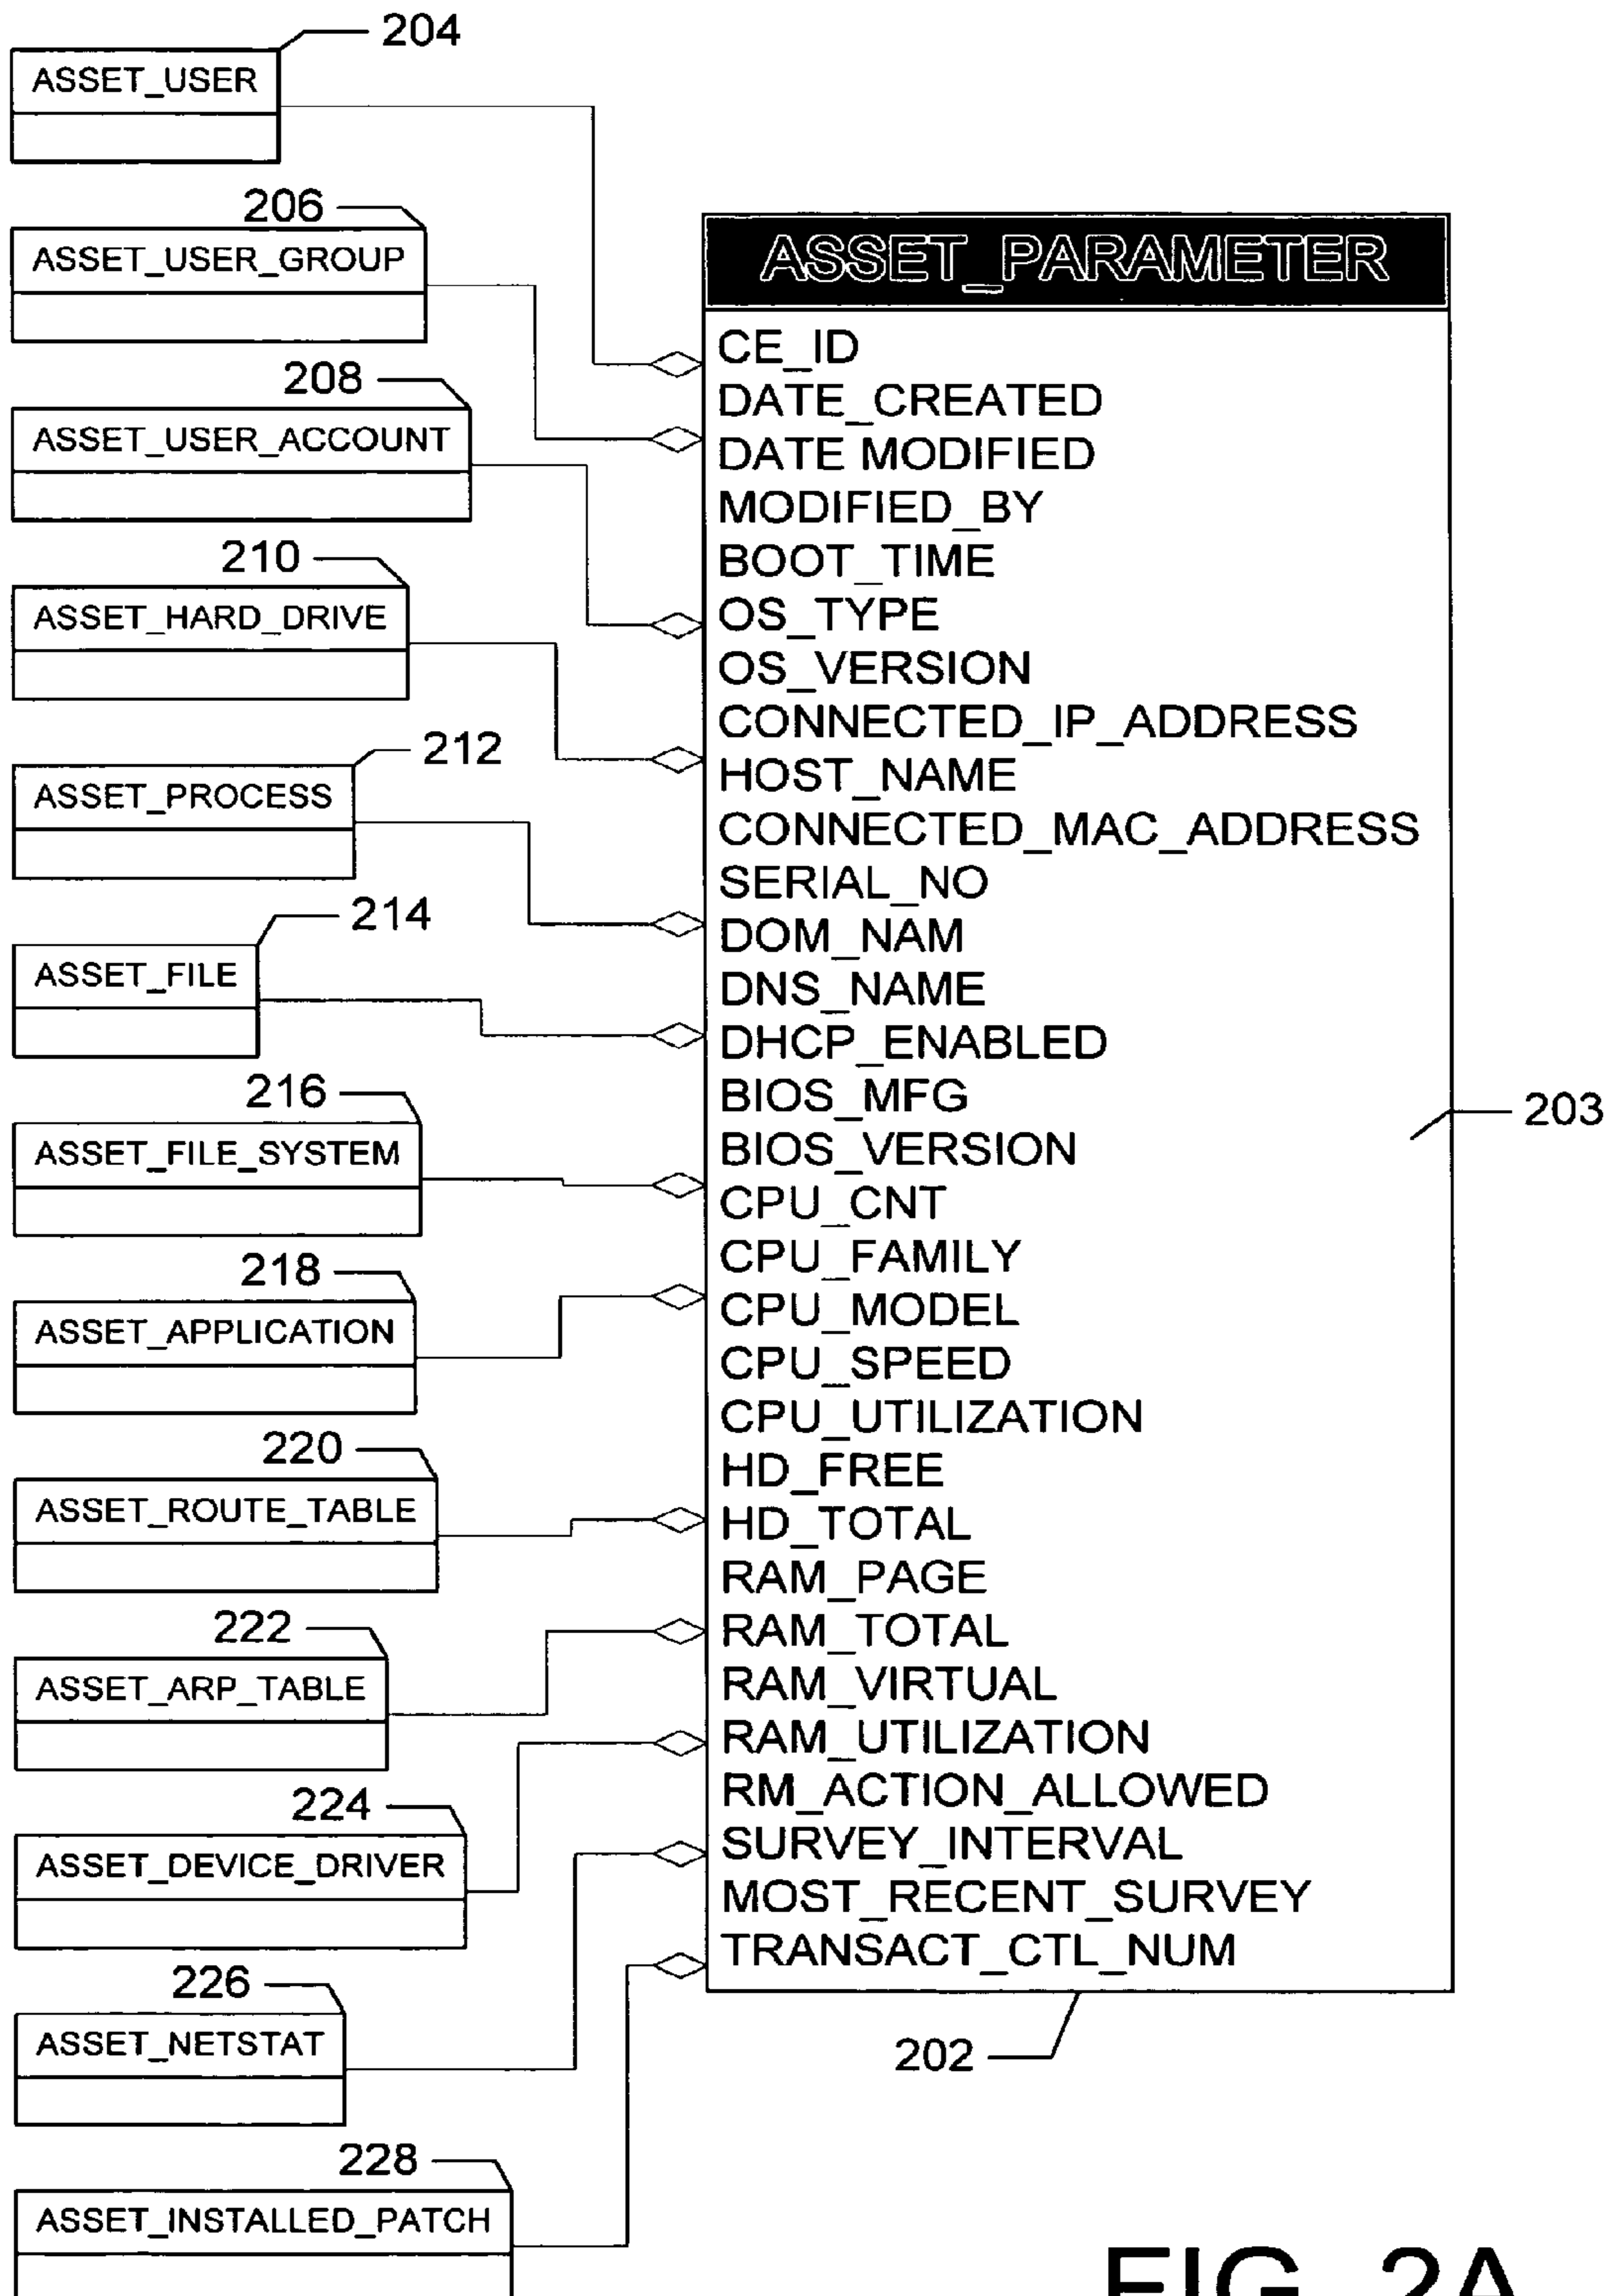 204
ASSET_USER
206
ASSET_USER_GROUP
208
ASSET_USER_ACCOUNT
210
ASSET_HARD_DRIVE
212
ASSET_PROCESS
214
ASSET_FILE
216
ASSET_FILE_SYSTEM
218
ASSET_APPLICATION
220
ASSET_ROUTE_TABLE
222
ASSET_ARP_TABLE
224
ASSET_DEVICE_DRIVER
226
ASSET_NETSTAT
228
ASSET_INSTALLED_PATCH
ASSET_PARAMETER
CE_ID
DATE_CREATED
DATE MODIFIED
MODIFIED_BY
BOOT_TIME
OS_TYPE
OS_VERSION
CONNECTED_IP_ADDRESS
HOST_NAME
CONNECTED_MAC_ADDRESS
SERIAL_NO
DOM_NAM
DNS_NAME
DHCP_ENABLED
BIOS_MFG
BIOS_VERSION
CPU_CNT
CPU_FAMILY
CPU_MODEL
CPU_SPEED
CPU_UTILIZATION
HD_FREE
HD_TOTAL
RAM_PAGE
RAM_TOTAL
RAM_VIRTUAL
RAM_UTILIZATION
RM_ACTION_ALLOWED
SURVEY_INTERVAL
MOST_RECENT_SURVEY
TRANSACT_CTL_NUM
203
202
FIG. 2A